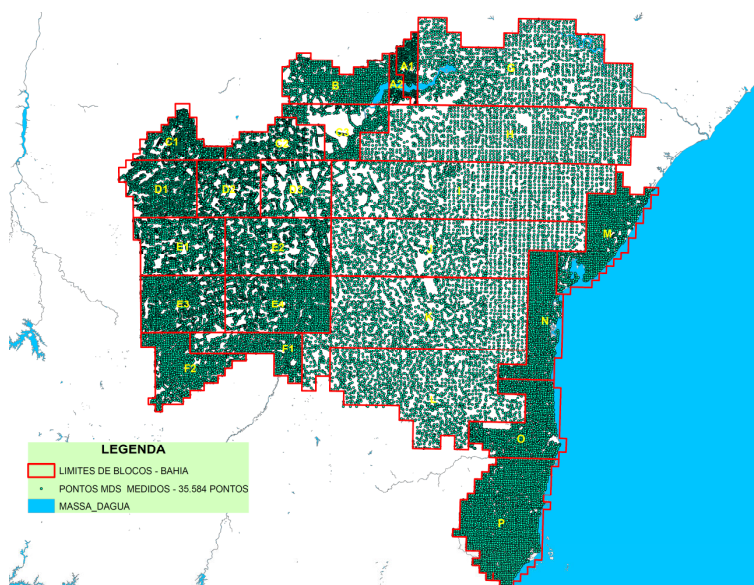 A1
G
B
A2
H
C3
C1
C2
D1
D2
D3
M
E1
E2
J
E3
E4
K
N
F1
F2
L
O
P
LEGENDA
LIMITES DE BLOCOS - BAHIA
PONTOS MDS MEDIDOS - 35.584 PONTOS
MASSA_DAGUA